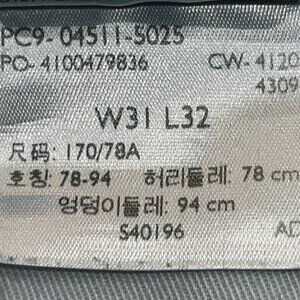 PC9- 04511-5025
PO- 4100479836 CW- 4120
4309
W31 L32
尺码: 170/78A
호칭: 78-94 허리둘레: 78 cm
엉덩이둘레: 94 cm
S40196 AD